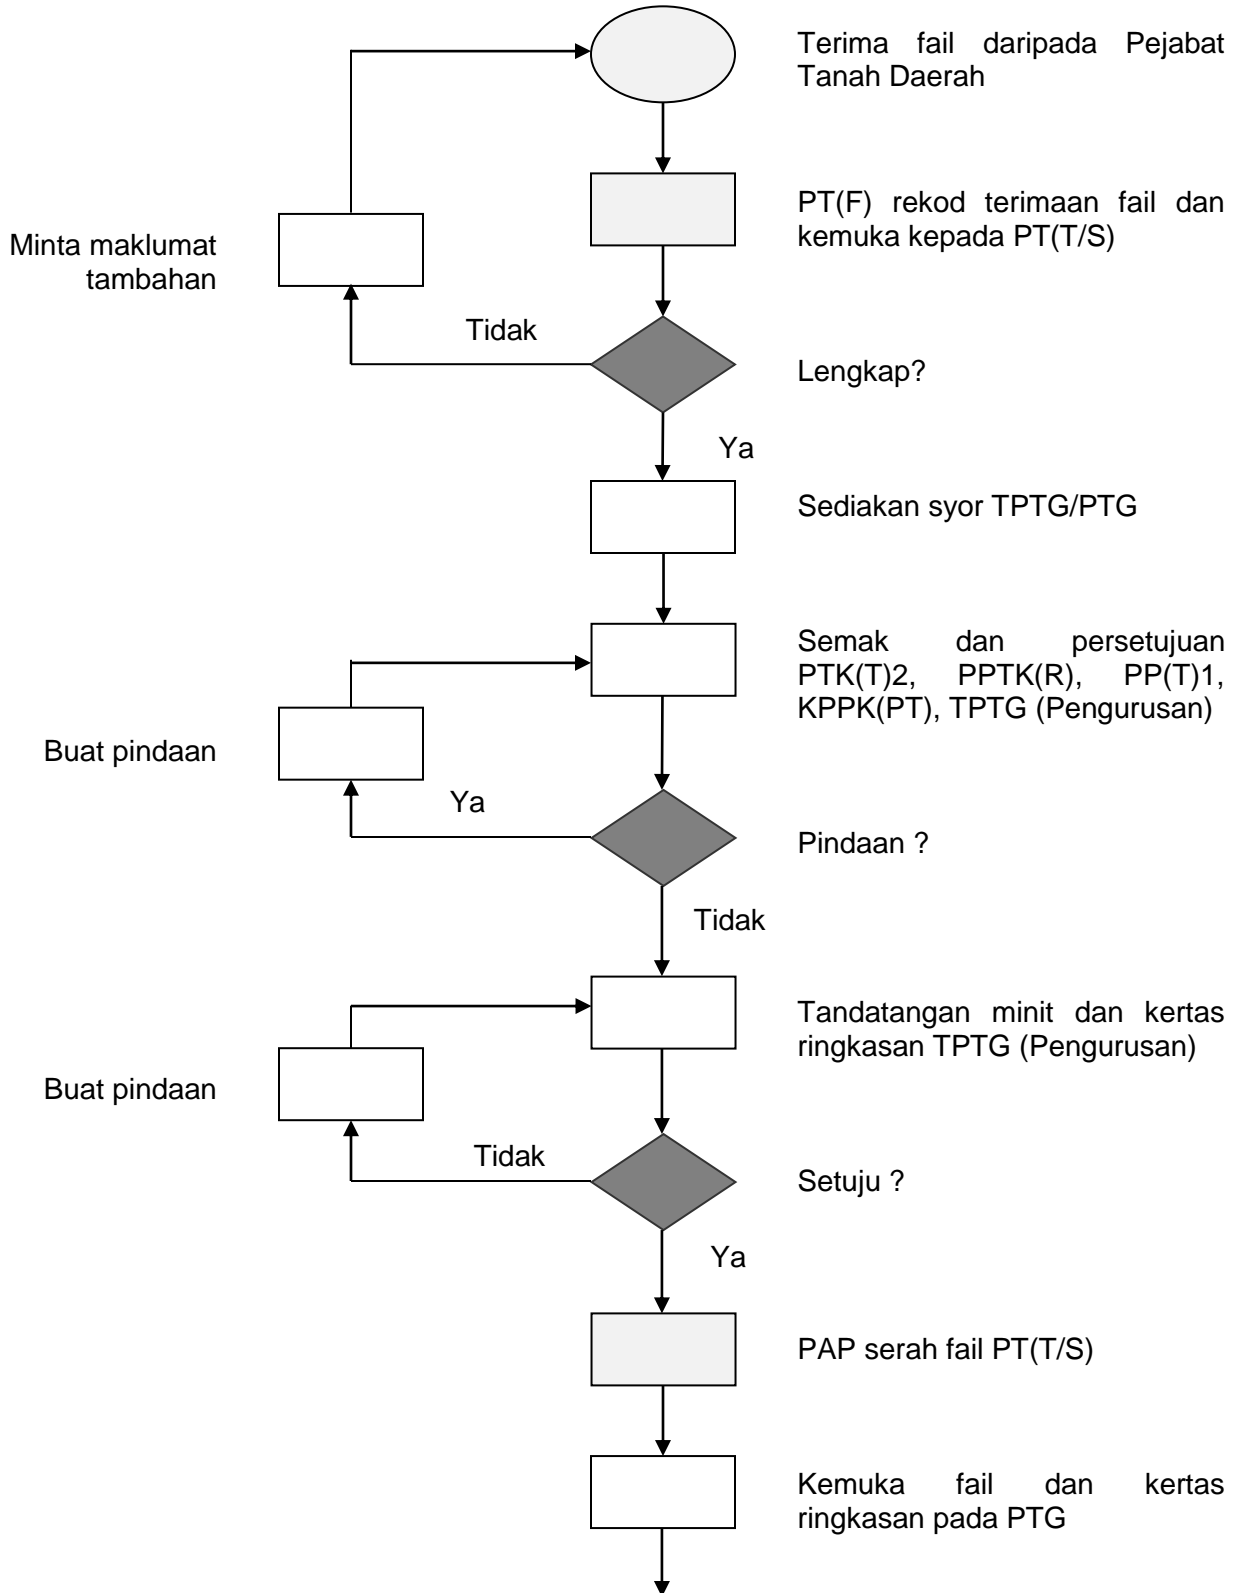 Terima fail daripada Pejabat
Tanah Daerah
PT(F) rekod terimaan fail dan
kemuka kepada PT(T/S)
Minta maklumat
tambahan
Tidak
Lengkap?
Ya
Sediakan syor TPTG/PTG
Semak dan persetujuan
PTK(T)2, PPTK(R), PP(T)1,
KPPK(PT), TPTG (Pengurusan)
Buat pindaan
Ya
Pindaan ?
Tidak
Tandatangan minit dan kertas
ringkasan TPTG (Pengurusan)
Buat pindaan
Tidak
Setuju ?
Ya
PAP serah fail PT(T/S)
Kemuka fail dan kertas
ringkasan pada PTG